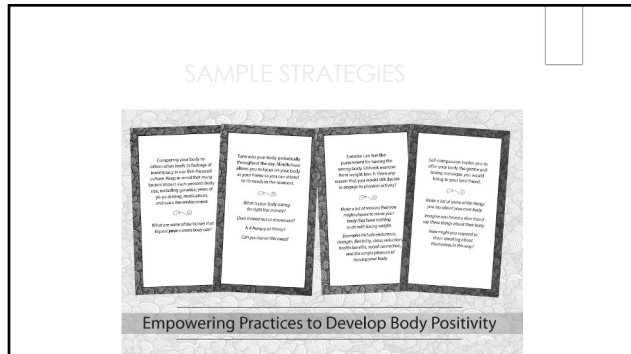 SAMPLE STRATEGIES
Comparing your body to
others often leads to feelings of
inadequacy in our thin-focused
culture. Keep in mind that many
factors impact each person's body
size, including genetics, years of
yo-yo dieting, medications,
and even the environment.
What are some of the factors that
impact your current body size?
Tune into your body periodically
throughout the day. Mindfulness
allows you to focus on your body
as your home so you can attend
to its needs in the moment.
What is your body asking
for right this minute?
Does it need rest or movement?
Is it hungry or thirsty?
Can you honor this need?
Exercise can feel like
punishment for having the
wrong body. Unhook exercise
from weight loss. Is there any
reason that you would still decide
to engage in physical activity?
Make a list of reasons that you
might choose to move your
body that have nothing
to do with losing weight.
Examples include endurance,
strength, flexibility, stress reduction,
health benefits, social connection,
and the simple pleasure of
moving your body.
Self-compassion invites you to
offer your body the gentle and
loving messages you would
bring to your best friend.
Make a list of some of the things
you say about your own body.
Imagine you heard a dear friend
say these things about their body.
How might you respond to
them speaking about
themselves in this way?
Empowering Practices to Develop Body Positivity